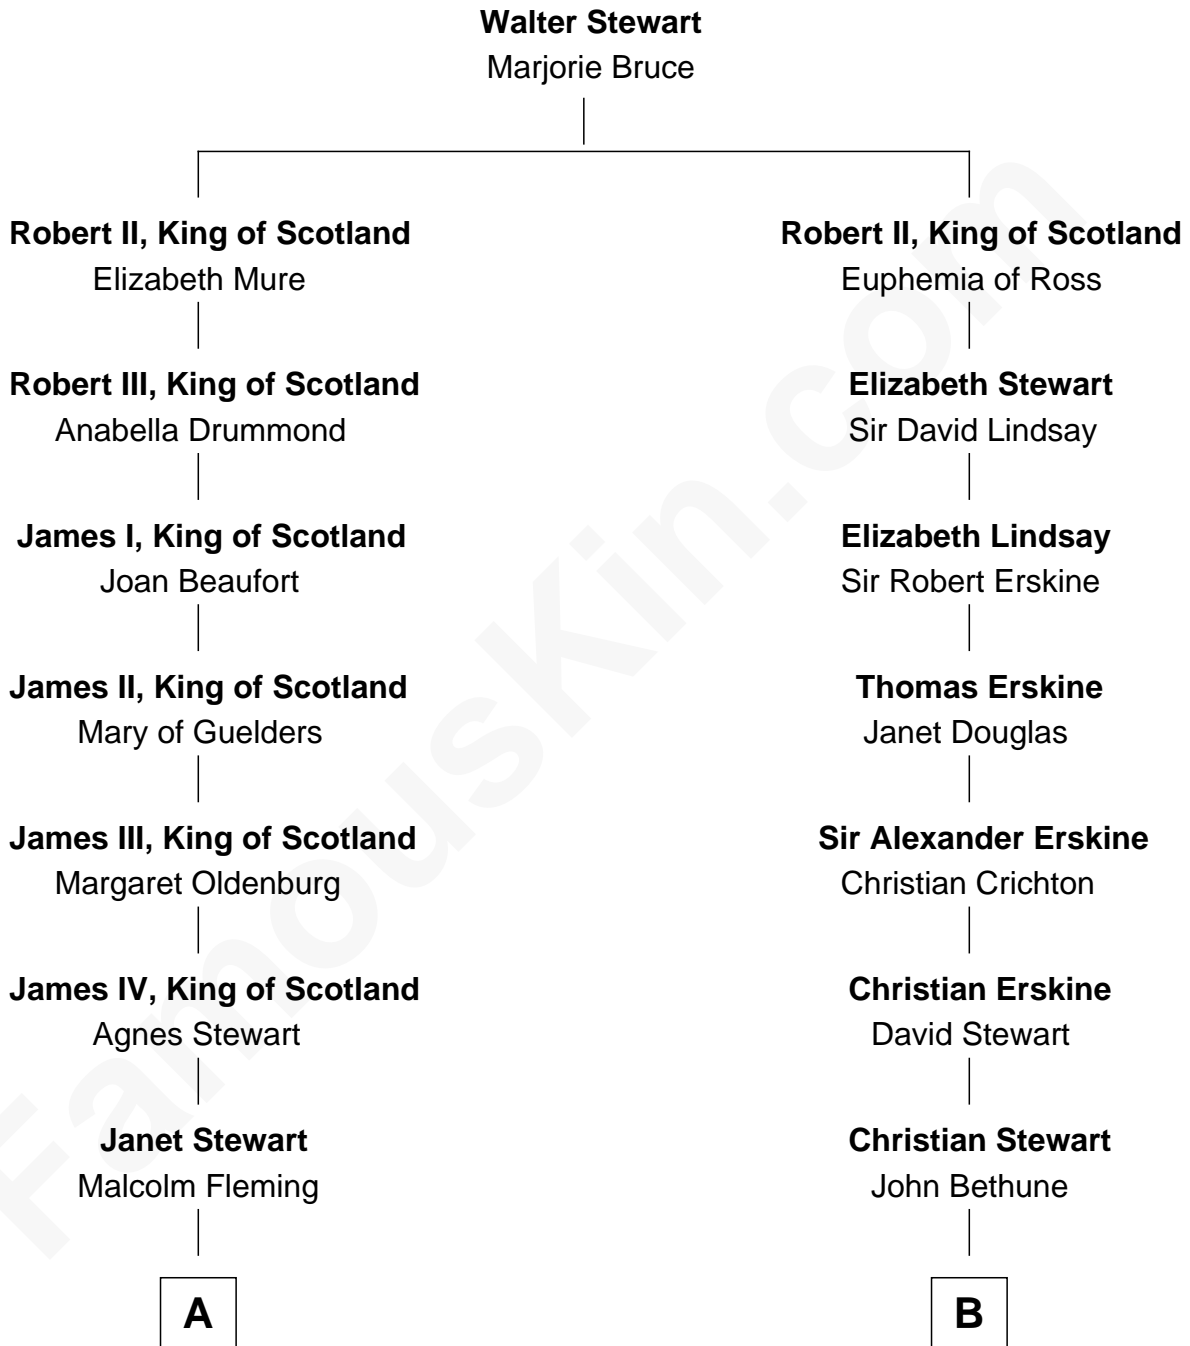 Walter Stewart
Marjorie Bruce
Robert II, King of Scotland
Elizabeth Mure
Robert III, King of Scotland
Anabella Drummond
James I, King of Scotland
Joan Beaufort
James II, King of Scotland
Mary of Guelders
James III, King of Scotland
Margaret Oldenburg
James IV, King of Scotland
Agnes Stewart
Janet Stewart
Malcolm Fleming
A
Robert II, King of Scotland
Euphemia of Ross
Elizabeth Stewart
Sir David Lindsay
Elizabeth Lindsay
Sir Robert Erskine
Thomas Erskine
Janet Douglas
Sir Alexander Erskine
Christian Crichton
Christian Erskine
David Stewart
Christian Stewart
John Bethune
B
FamousKin.com